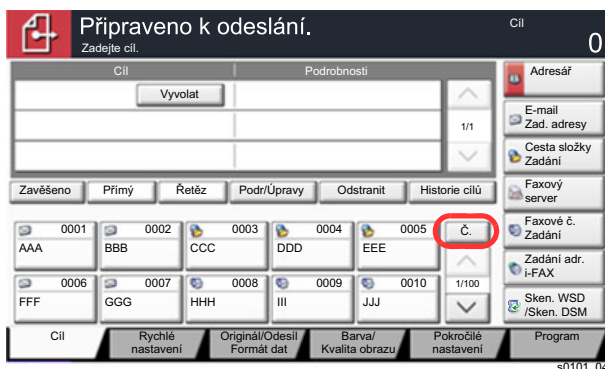 Připraveno k odeslání.
Zadejte cíl.
Cíl
0
Cíl
Podrobnosti
Vyvolat
1/1
Zavěšeno
Přímý
Řetěz
Podr/Úpravy
Odstranit
Historie cílů
0001
AAA
0002
BBB
0003
CCC
0004
DDD
0005
EEE
Č.
0006
FFF
0007
GGG
0008
HHH
0009
III
0010
JJJ
1/100
Adresář
E-mail
Zad. adresy
Cesta složky
Zadání
Faxový
server
Faxové č.
Zadání
Zadání adr.
i-FAX
Sken. WSD
/Sken. DSM
Cíl
Rychlé
nastavení
Originál/Odesíl
Formát dat
Barva/
Kvalita obrazu
Pokročilé
nastavení
Program
s0101_04